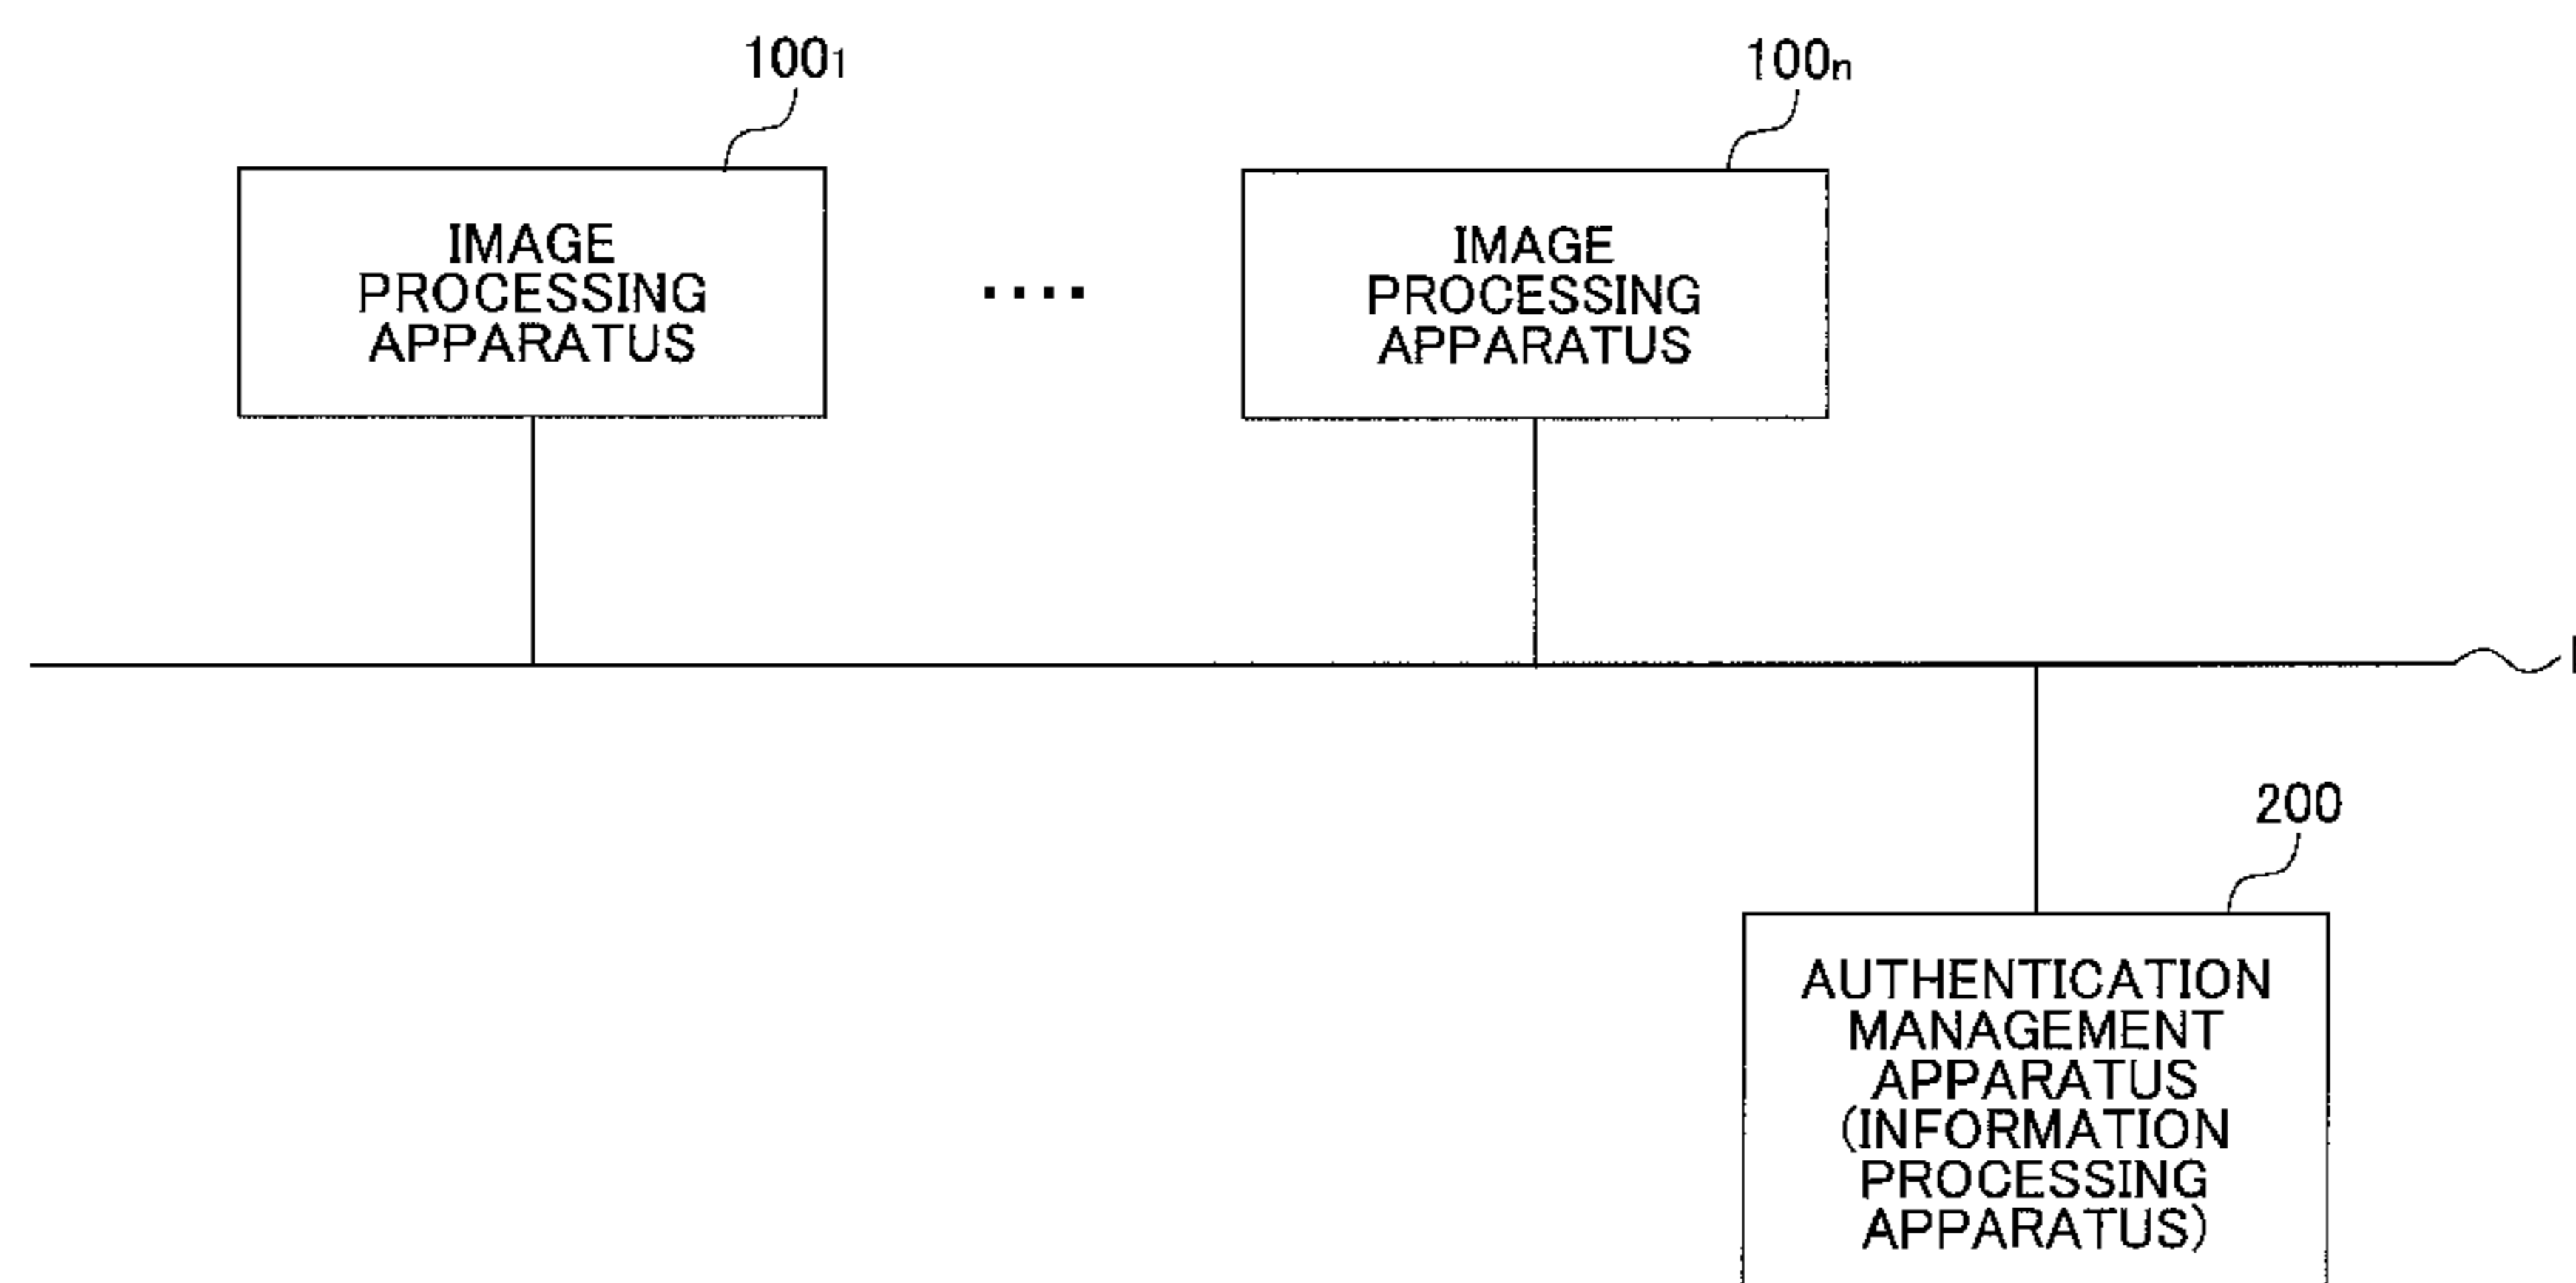 100₁
100ₙ
IMAGE
PROCESSING
APPARATUS
....
IMAGE
PROCESSING
APPARATUS
200
AUTHENTICATION
MANAGEMENT
APPARATUS
(INFORMATION
PROCESSING
APPARATUS)